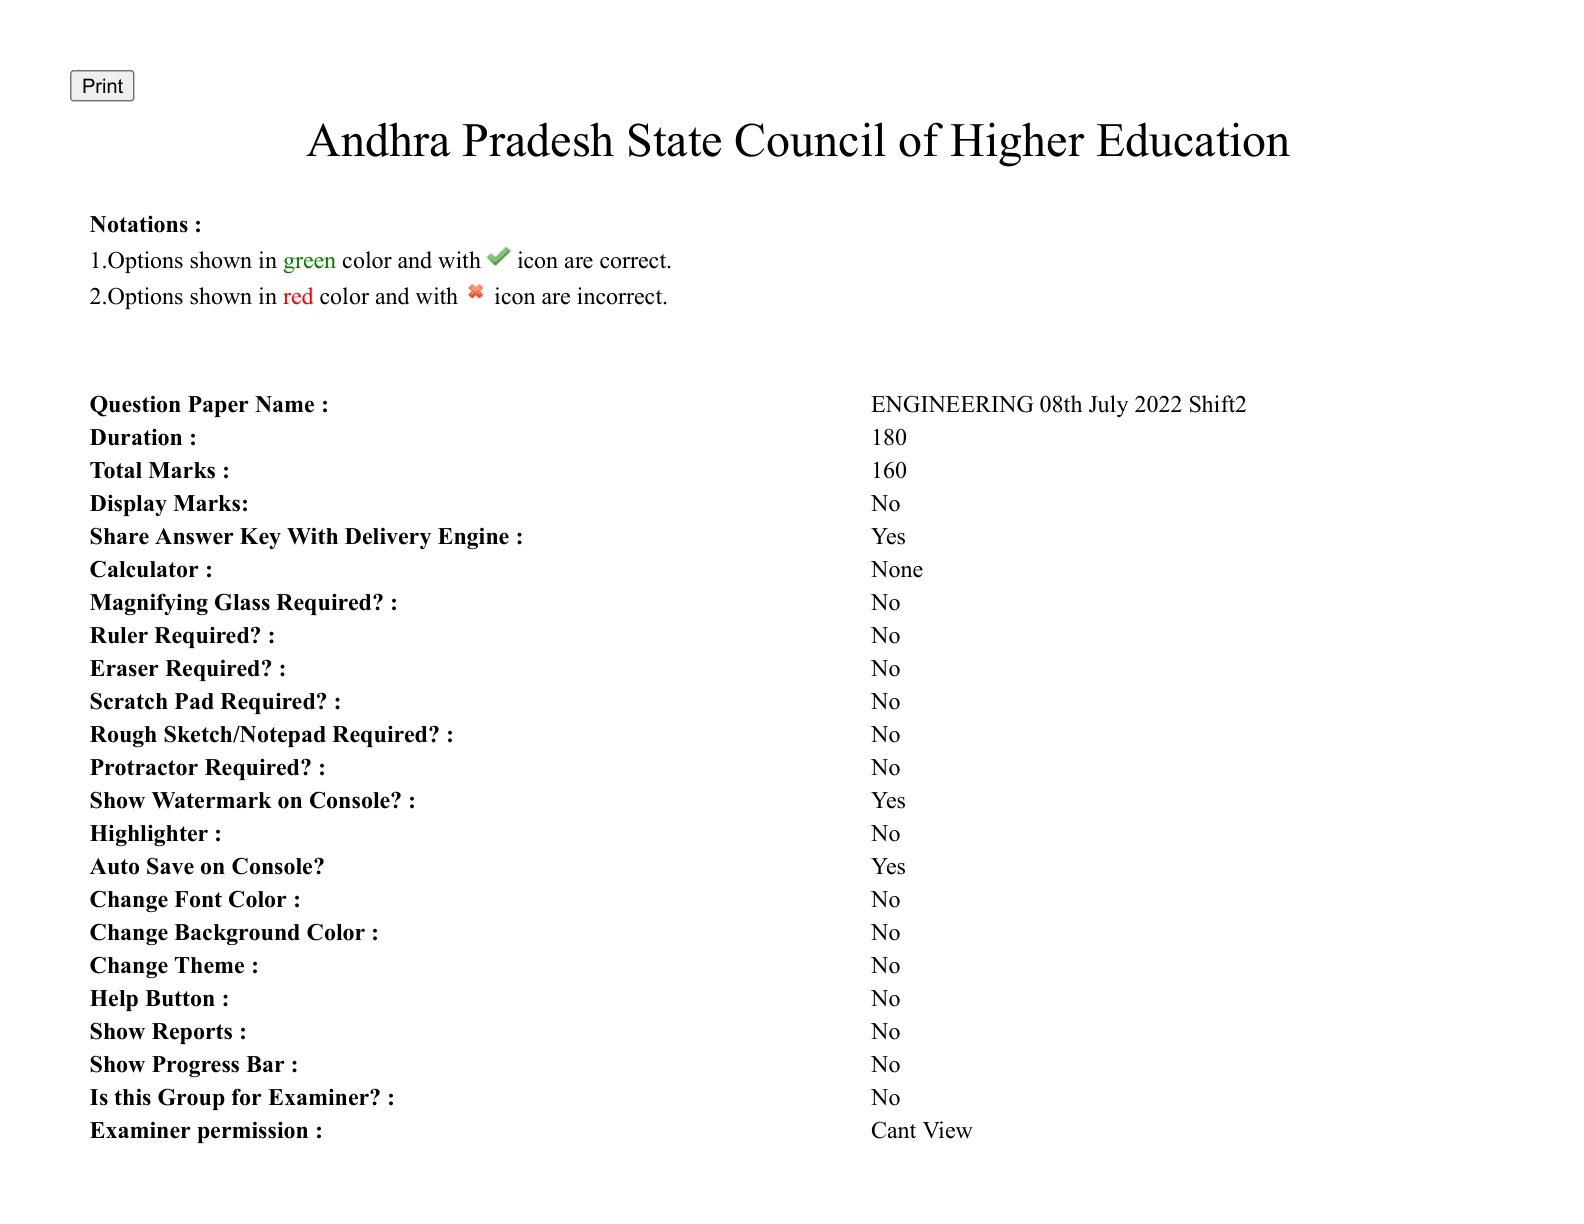 Print
Andhra Pradesh State Council of Higher Education
Notations :
1.Options shown in green color and with icon are correct.
2.Options shown in red color and with icon are incorrect.
Question Paper Name : ENGINEERING 08th July 2022 Shift2
Duration : 180
Total Marks : 160
Display Marks: No
Share Answer Key With Delivery Engine : Yes
Calculator : None
Magnifying Glass Required? : No
Ruler Required? : No
Eraser Required? : No
Scratch Pad Required? : No
Rough Sketch/Notepad Required? : No
Protractor Required? : No
Show Watermark on Console? : Yes
Highlighter : No
Auto Save on Console? Yes
Change Font Color : No
Change Background Color : No
Change Theme : No
Help Button : No
Show Reports : No
Show Progress Bar : No
Is this Group for Examiner? : No
Examiner permission : Cant View